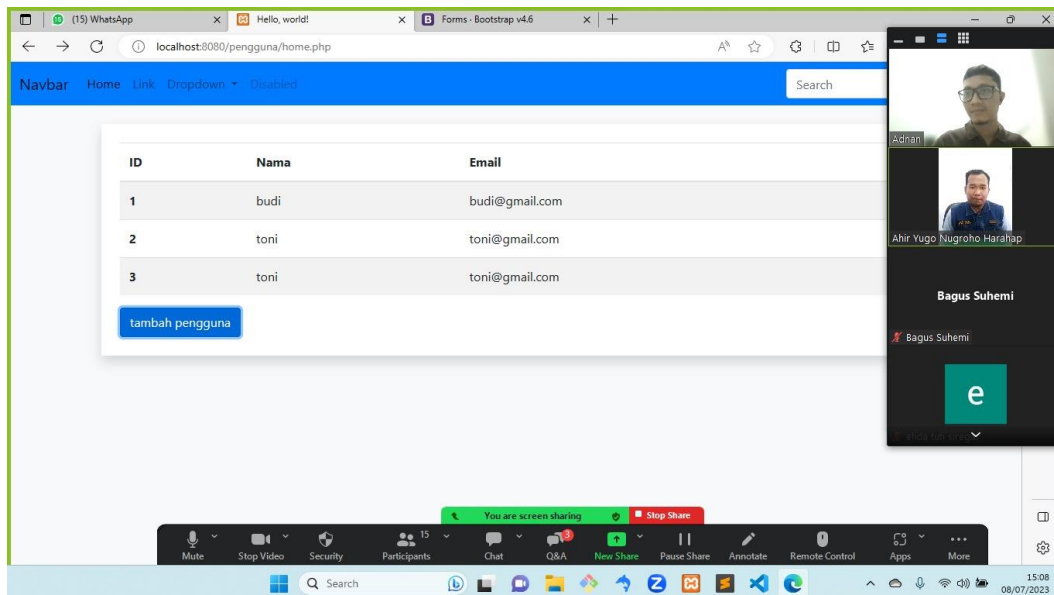 (15) WhatsApp
Hello, world!
Forms · Bootstrap v4.6
localhost:8080/pengguna/home.php
Navbar Home Link Dropdown Disabled Search
Adnan
Ahir Yugo Nugroho Harahap
Bagus Suhemi
Bagus Suhemi
e
ID Nama Email
1 budi budi@gmail.com
2 toni toni@gmail.com
3 toni toni@gmail.com
tambah pengguna
You are screen sharing Stop Share
15
3
Mute Stop Video Security Participants Chat Q&A New Share Pause Share Annotate Remote Control Apps More
Search
15:08
08/07/2023